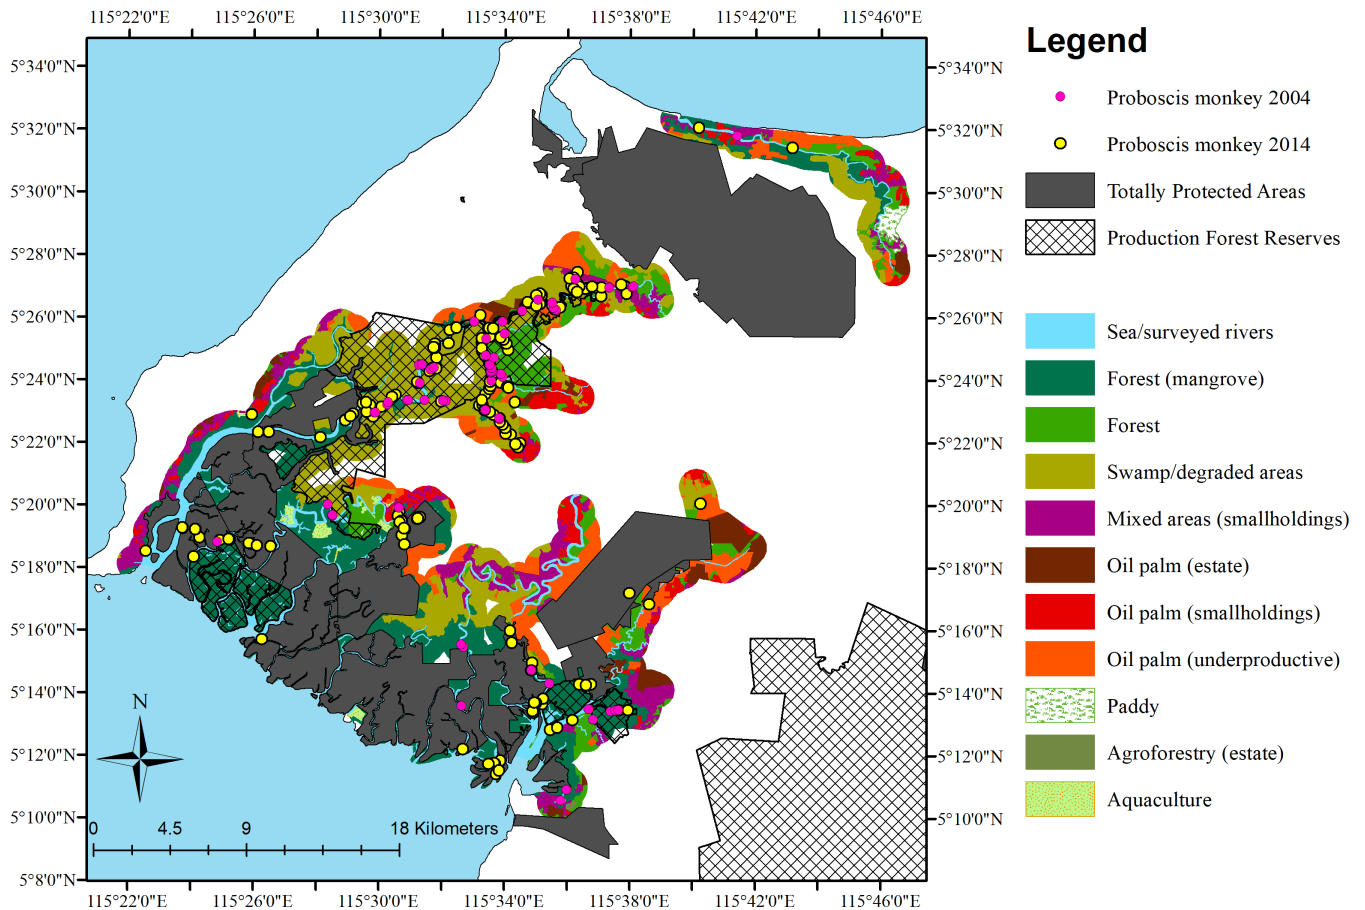 115°22'0"E 115°26'0"E 115°30'0"E 115°34'0"E 115°38'0"E 115°42'0"E 115°46'0"E
5°34'0"N 5°34'0"N
5°32'0"N 5°32'0"N
5°30'0"N 5°30'0"N
5°28'0"N 5°28'0"N
5°26'0"N 5°26'0"N
5°24'0"N 5°24'0"N
5°22'0"N 5°22'0"N
5°20'0"N 5°20'0"N
5°18'0"N 5°18'0"N
5°16'0"N 5°16'0"N
5°14'0"N 5°14'0"N
5°12'0"N 5°12'0"N
5°10'0"N 5°10'0"N
5°8'0"N
N
0 4.5 9 18 Kilometers
115°22'0"E 115°26'0"E 115°30'0"E 115°34'0"E 115°38'0"E 115°42'0"E 115°46'0"E
Legend
Proboscis monkey 2004
Proboscis monkey 2014
Totally Protected Areas
Production Forest Reserves
Sea/surveyed rivers
Forest (mangrove)
Forest
Swamp/degraded areas
Mixed areas (smallholdings)
Oil palm (estate)
Oil palm (smallholdings)
Oil palm (underproductive)
Paddy
Agroforestry (estate)
Aquaculture